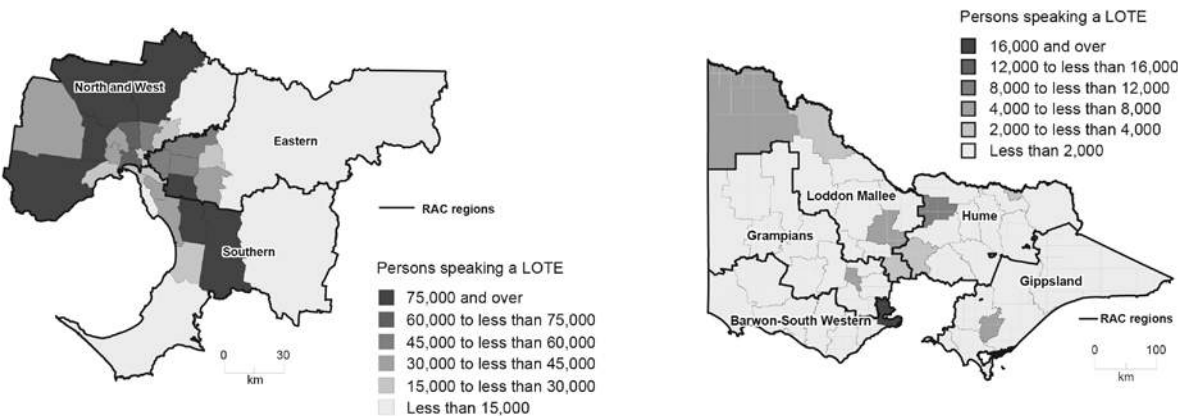 North and West
Eastern
Southern
RAC regions
Persons speaking a LOTE
75,000 and over
60,000 to less than 75,000
45,000 to less than 60,000
30,000 to less than 45,000
15,000 to less than 30,000
Less than 15,000
0 30
km
Persons speaking a LOTE
16,000 and over
12,000 to less than 16,000
8,000 to less than 12,000
4,000 to less than 8,000
2,000 to less than 4,000
Less than 2,000
Loddon Mallee
Hume
Grampians
Gippsland
Barwon-South Western
RAC regions
0 100
km